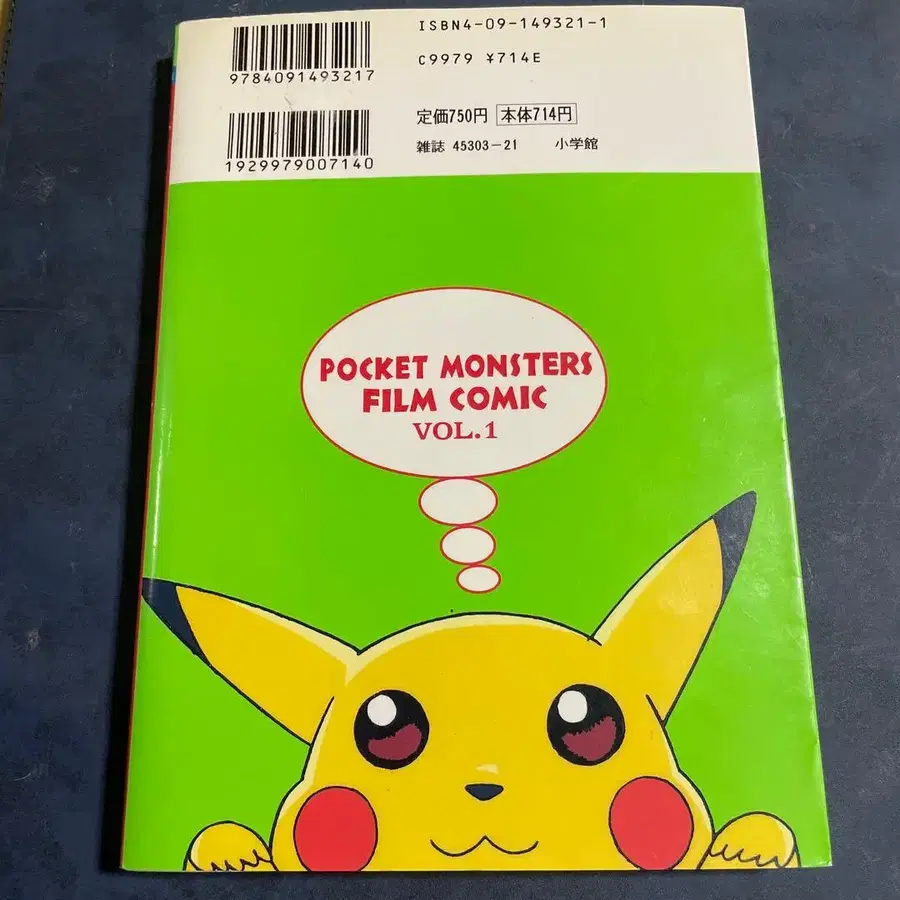 ISBN4-09-149321-1
C9979 ¥714E
9784091493217
定価750円 本体714円
雑誌 45303-21 小学館
1929979007140
POCKET MONSTERS
FILM COMIC
VOL.1